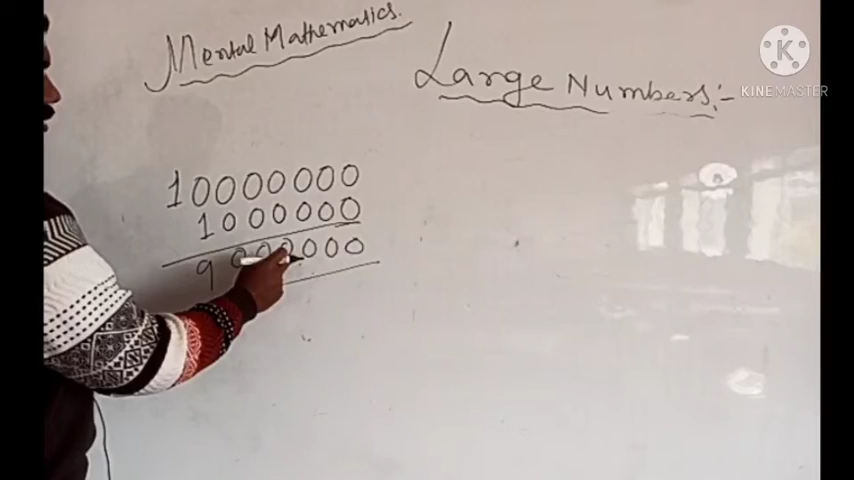 Mental Mathematics.
Large Numbers:-
KINEMASTER
10000000
1000000
9000000